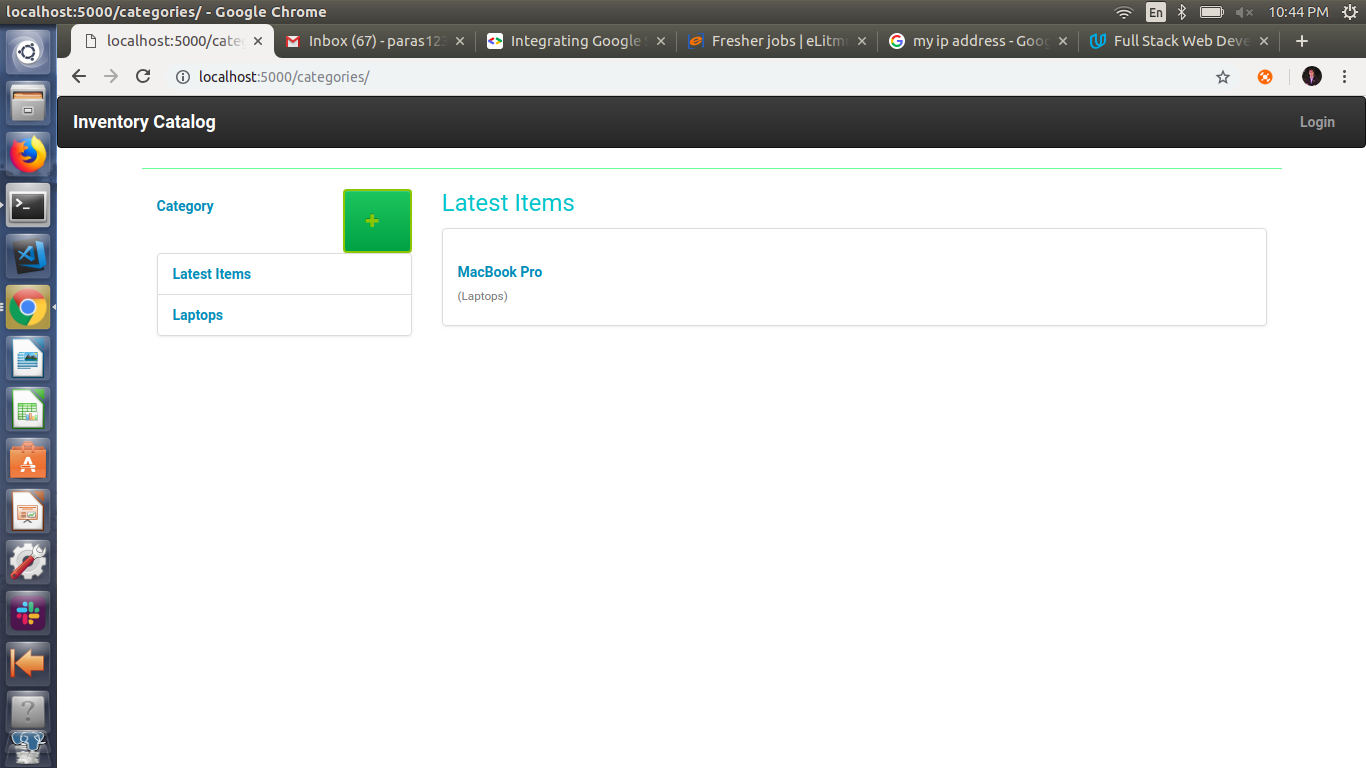 localhost:5000/categories/ - Google Chrome
En
10:44 PM
localhost:5000/cate
Inbox (67) - paras123
Integrating Google
Fresher jobs | eLitm
my ip address - Goo
Full Stack Web Deve
localhost:5000/categories/
Inventory Catalog
Login
Category
+
Latest Items
Laptops
Latest Items
MacBook Pro
(Laptops)